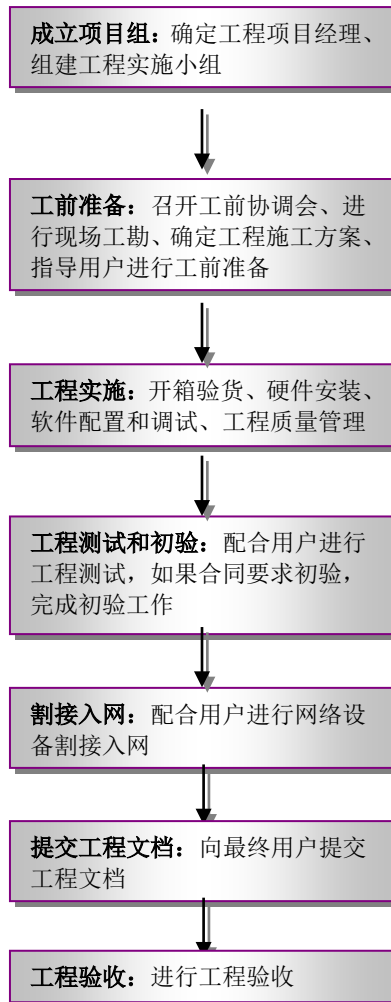 成立项目组：确定工程项目经理、
组建工程实施小组
工前准备：召开工前协调会、进
行现场工勘、确定工程施工方案、
指导用户进行工前准备
工程实施：开箱验货、硬件安装、
软件配置和调试、工程质量管理
工程测试和初验：配合用户进行
工程测试，如果合同要求初验，
完成初验工作
割接入网：配合用户进行网络设
备割接入网
提交工程文档：向最终用户提交
工程文档
工程验收：进行工程验收